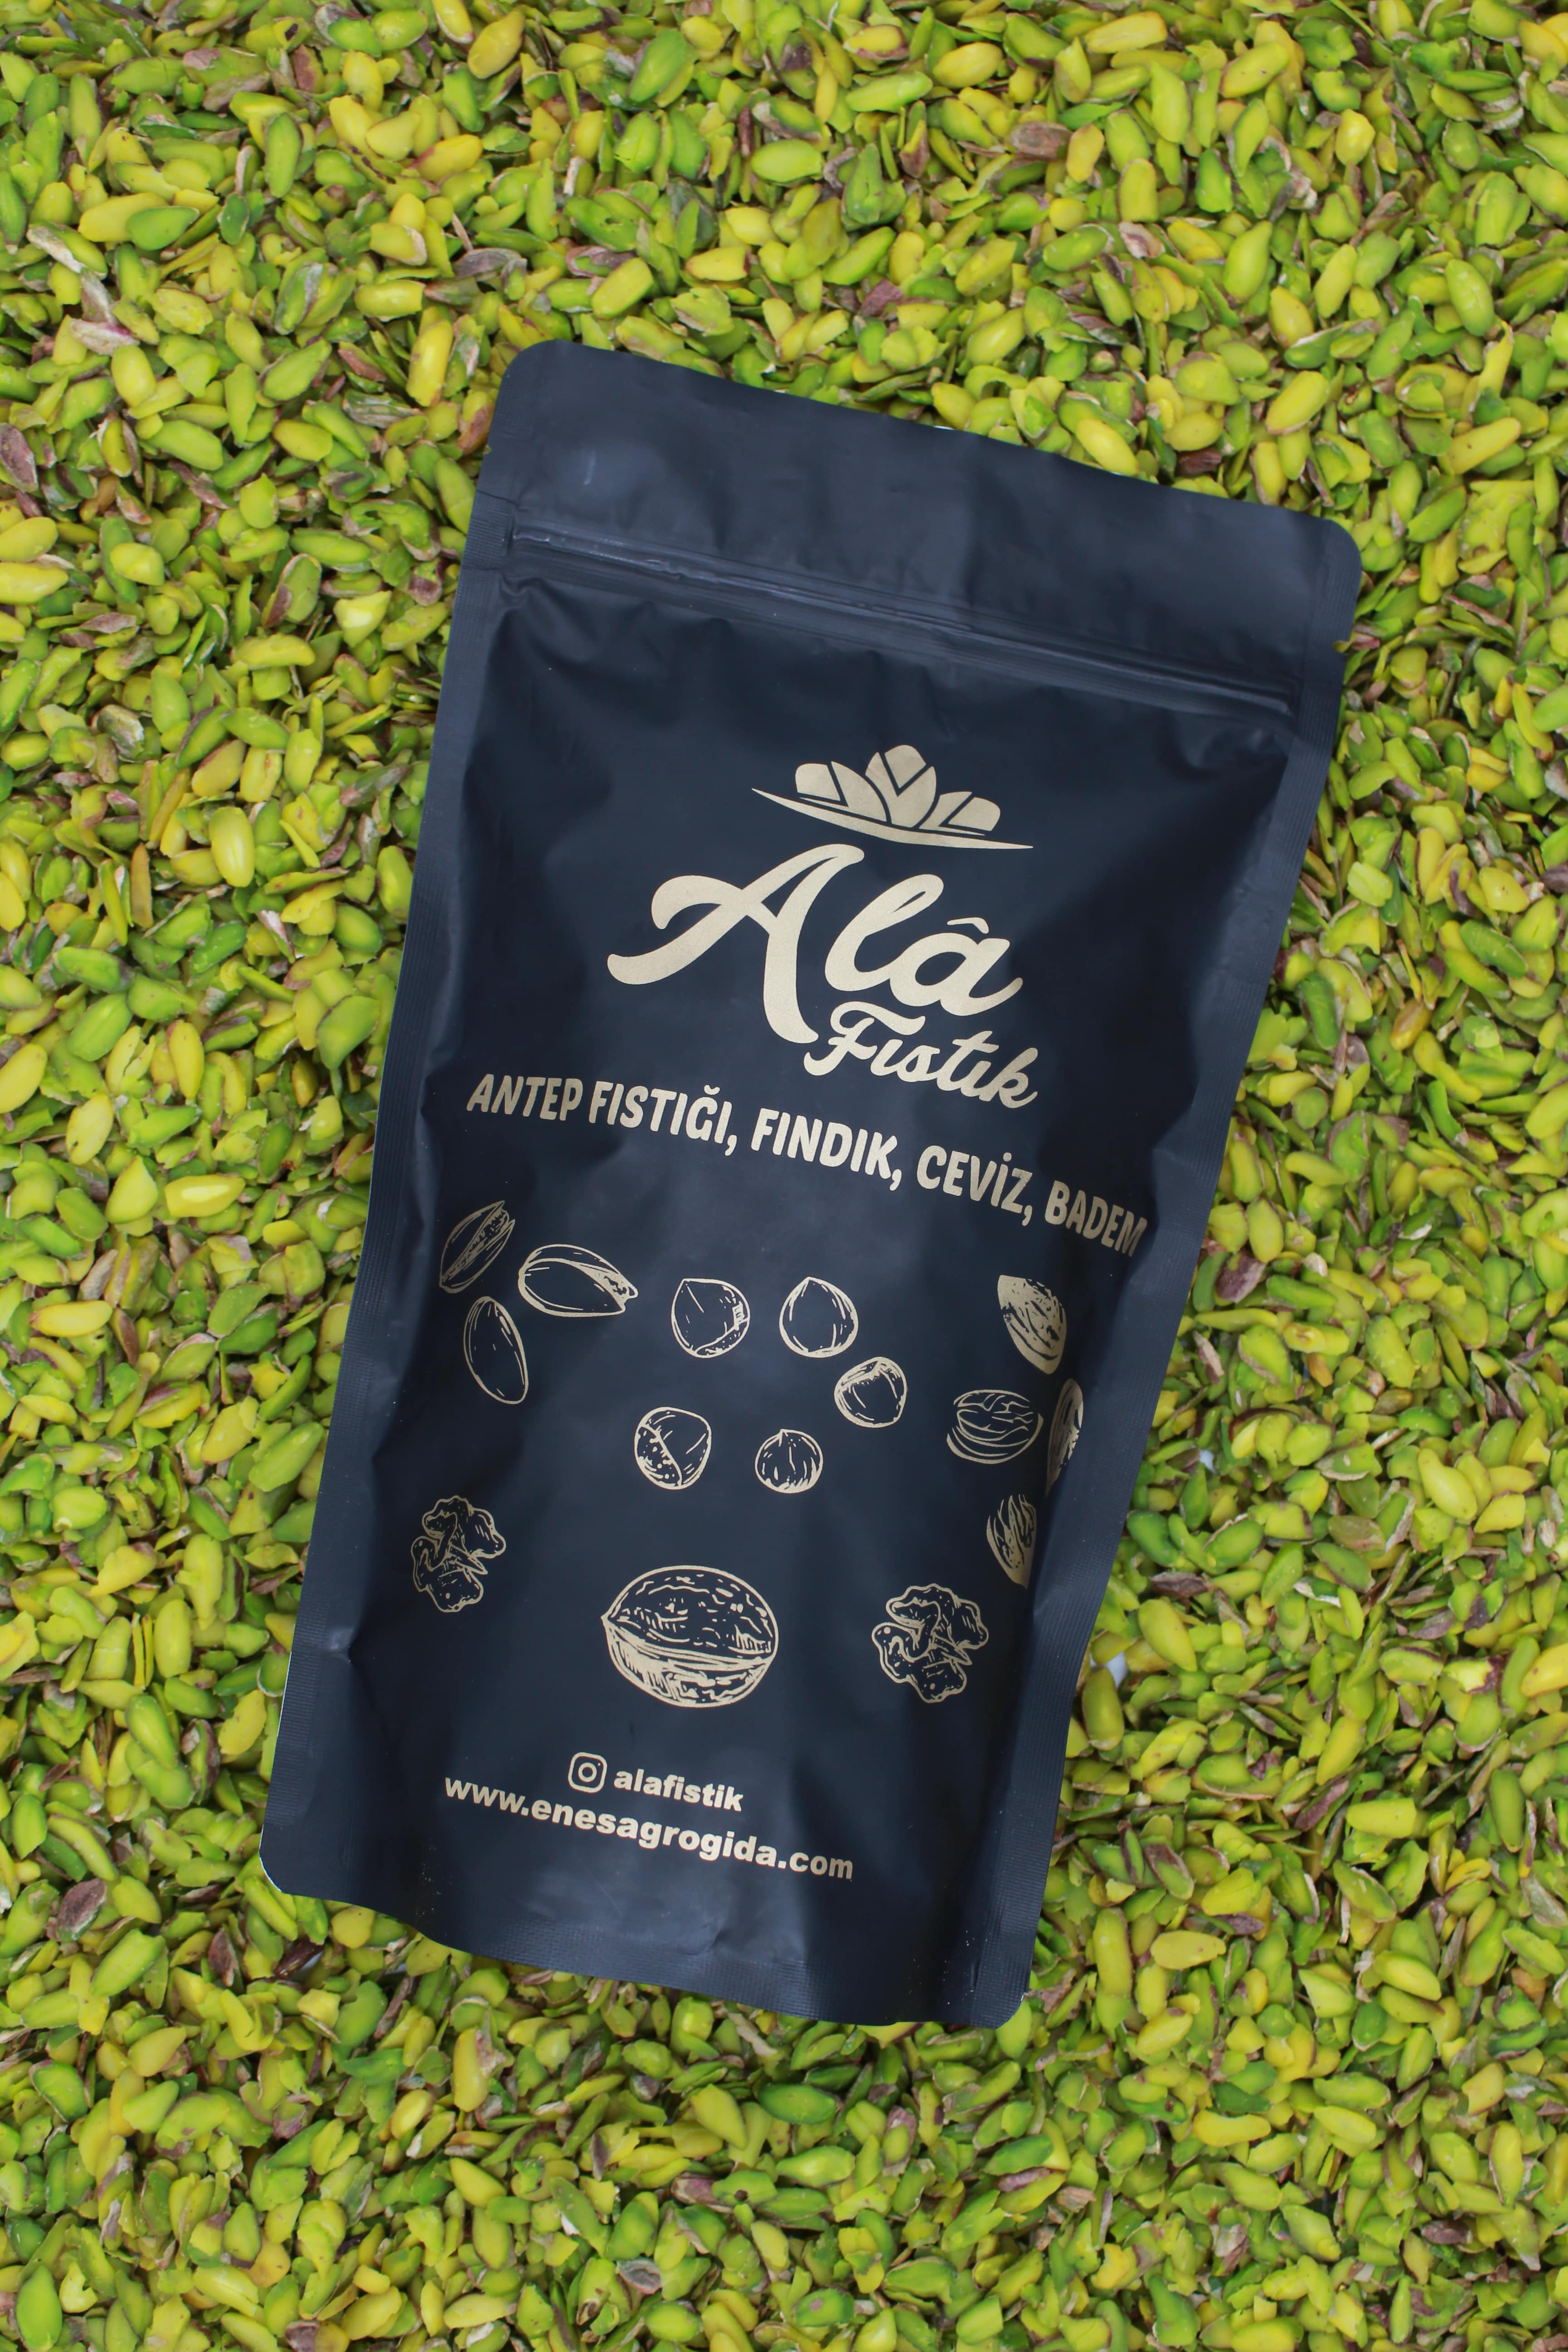 Alâ
Fıstık
ANTEP FISTIĞI, FINDIK, CEVİZ, BADEM
alafistik
www.enesagrogida.com